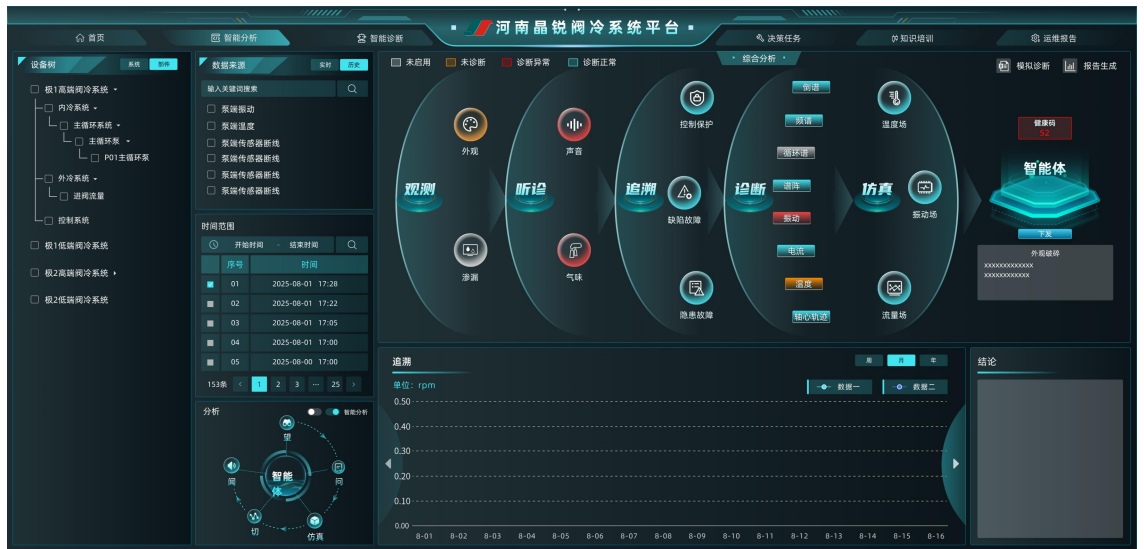 河南晶锐阀冷系统平台
首页
智能分析
智能诊断
决策任务
知识培训
运维报告
设备树
系统
部件
极1高端阀冷系统
内冷系统
主循环系统
主循环泵
P01主循环泵
外冷系统
进阀流量
控制系统
极1低端阀冷系统
极2高端阀冷系统
极2低端阀冷系统
数据来源
实时
历史
输入关键词搜索
泵端振动
泵端温度
泵端传感器断线
泵端传感器断线
泵端传感器断线
泵端传感器断线
时间范围
开始时间 - 结束时间
序号 时间
01 2025-08-01 17:28
02 2025-08-01 17:22
03 2025-08-01 17:05
04 2025-08-01 17:00
05 2025-08-00 17:00
153条 < 1 2 3 ··· 25 >
分析
智能分析
望
闻
问
智能体
切
仿真
未启用
未诊断
诊断异常
诊断正常
综合分析
模拟诊断
报告生成
观测
外观
渗漏
听诊
声音
气味
追溯
控制保护
缺陷故障
隐患故障
诊断
倒谱
频谱
循环谱
谱阵
振动
电流
温度
轴心轨迹
仿真
温度场
振动场
流量场
健康码
52
智能体
下发
外观破碎
xxxxxxxxxxxxx
xxxxxxxxxxxx
追溯
周
月
年
单位: rpm
数据一
数据二
0.50
0.40
0.30
0.20
0.10
0.00
8-01 8-02 8-03 8-04 8-05 8-06 8-07 8-08 8-09 8-10 8-11 8-12 8-13 8-14 8-15 8-16
结论